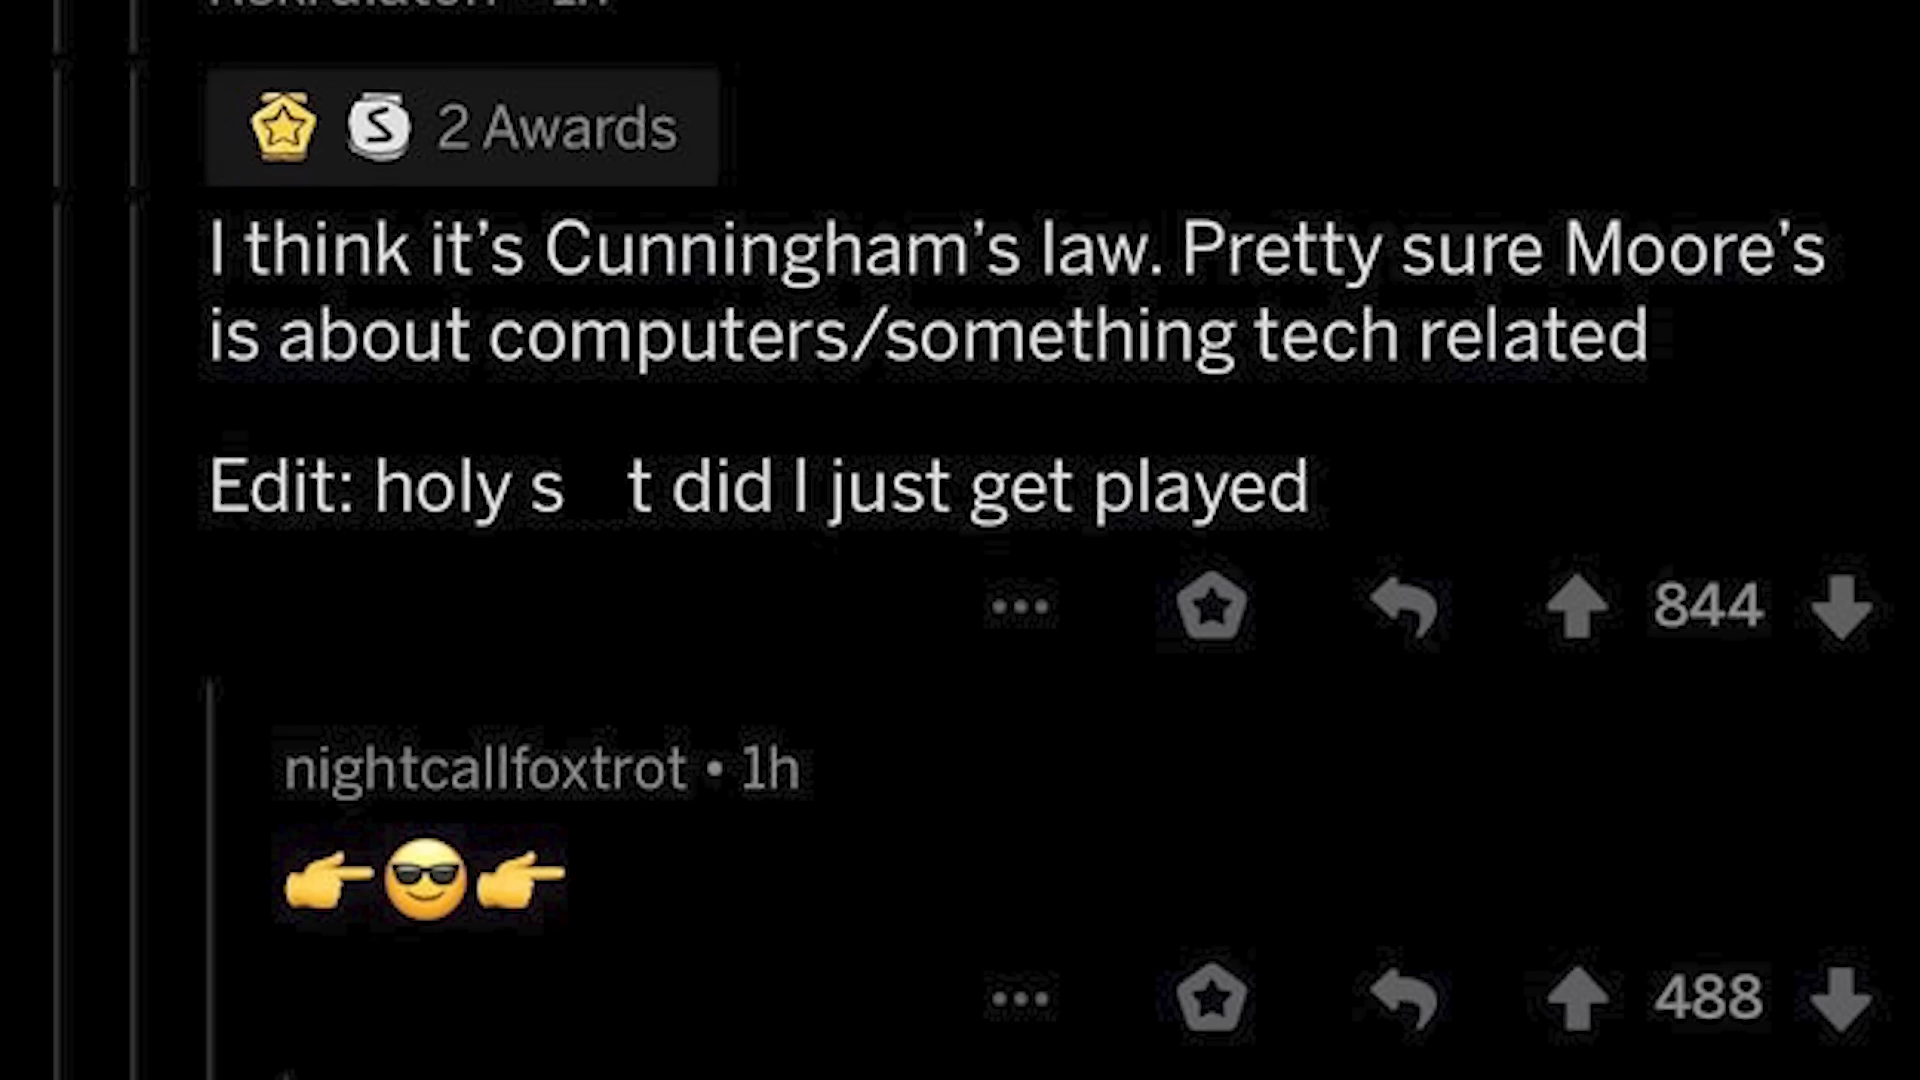 2 Awards
I think it's Cunningham's law. Pretty sure Moore's
is about computers/something tech related
Edit: holy s t did I just get played
844
nightcallfoxtrot • 1h
👉😎👉
488